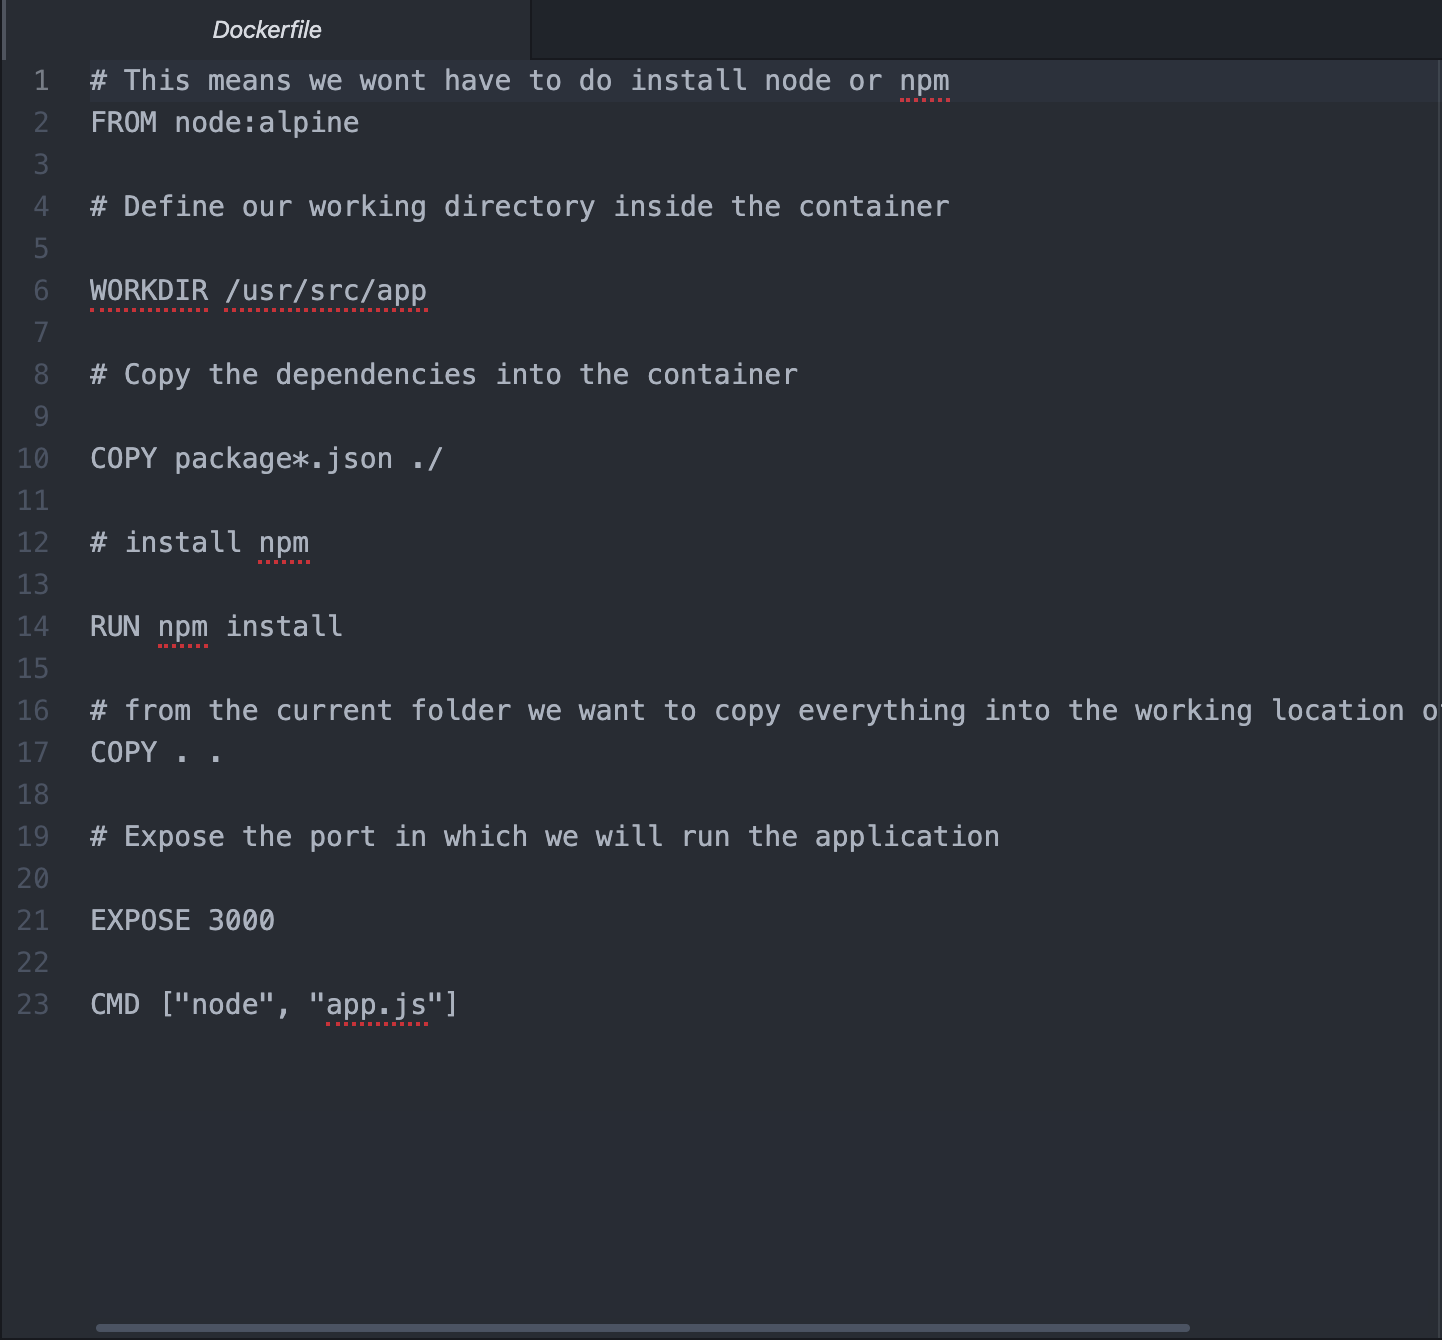 Dockerfile
1 # This means we wont have to do install node or npm
2 FROM node:alpine
3
4 # Define our working directory inside the container
5
6 WORKDIR /usr/src/app
7
8 # Copy the dependencies into the container
9
10 COPY package*.json ./
11
12 # install npm
13
14 RUN npm install
15
16 # from the current folder we want to copy everything into the working location
17 COPY . .
18
19 # Expose the port in which we will run the application
20
21 EXPOSE 3000
22
23 CMD ["node", "app.js"]